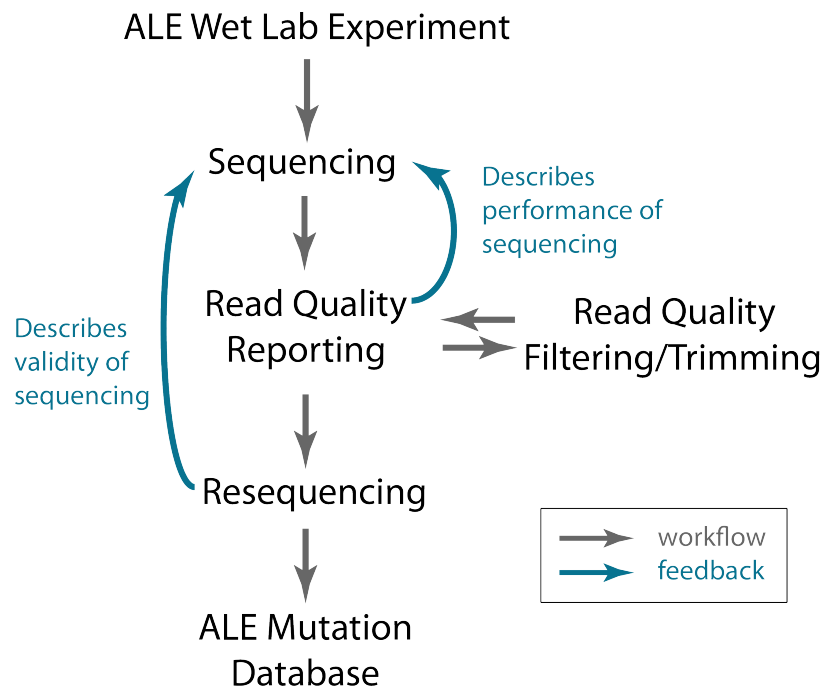 ALE Wet Lab Experiment
Sequencing
Describes
performance of
sequencing
Read Quality
Reporting
Read Quality
Filtering/Trimming
Describes
validity of
sequencing
Resequencing
workflow
feedback
ALE Mutation
Database